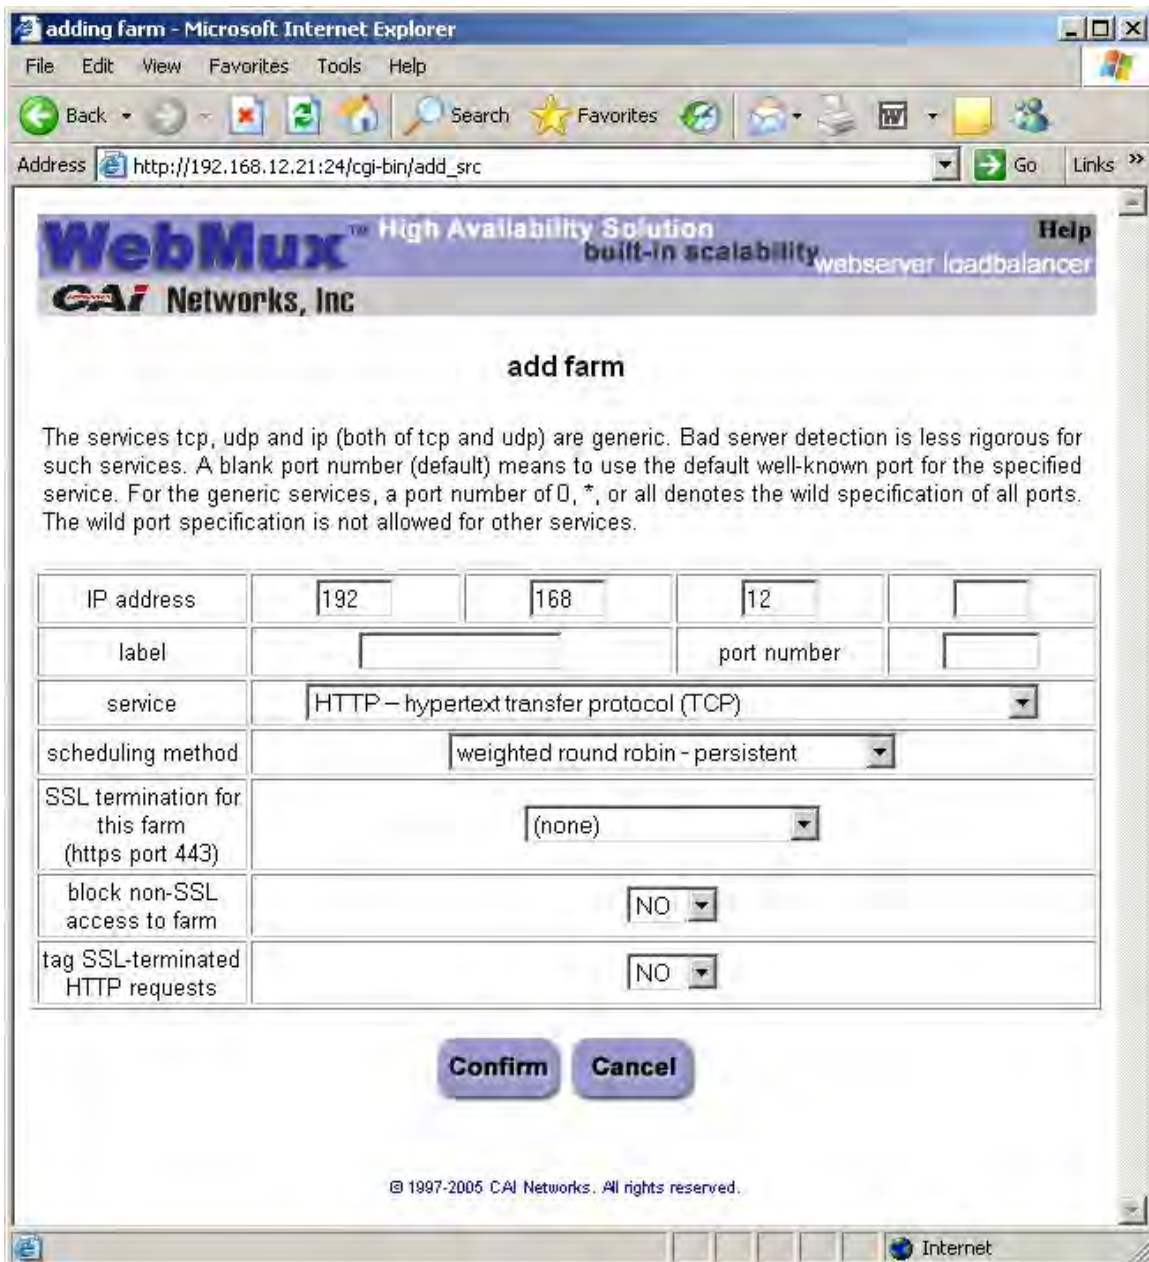 adding farm - Microsoft Internet Explorer
File Edit View Favorites Tools Help
Back Search Favorites
Address http://192.168.12.21:24/cgi-bin/add_src Go Links »
WebMux™ High Availability Solution Help
built-in scalability
webserver loadbalancer
CAI Networks, Inc
add farm
The services tcp, udp and ip (both of tcp and udp) are generic. Bad server detection is less rigorous for
such services. A blank port number (default) means to use the default well-known port for the specified
service. For the generic services, a port number of 0, *, or all denotes the wild specification of all ports.
The wild port specification is not allowed for other services.
IP address 192 168 12
label port number
service HTTP – hypertext transfer protocol (TCP)
scheduling method weighted round robin - persistent
SSL termination for
this farm
(https port 443)
(none)
block non-SSL
access to farm
NO
tag SSL-terminated
HTTP requests
NO
Confirm Cancel
© 1997-2005 CAI Networks. All rights reserved.
Internet